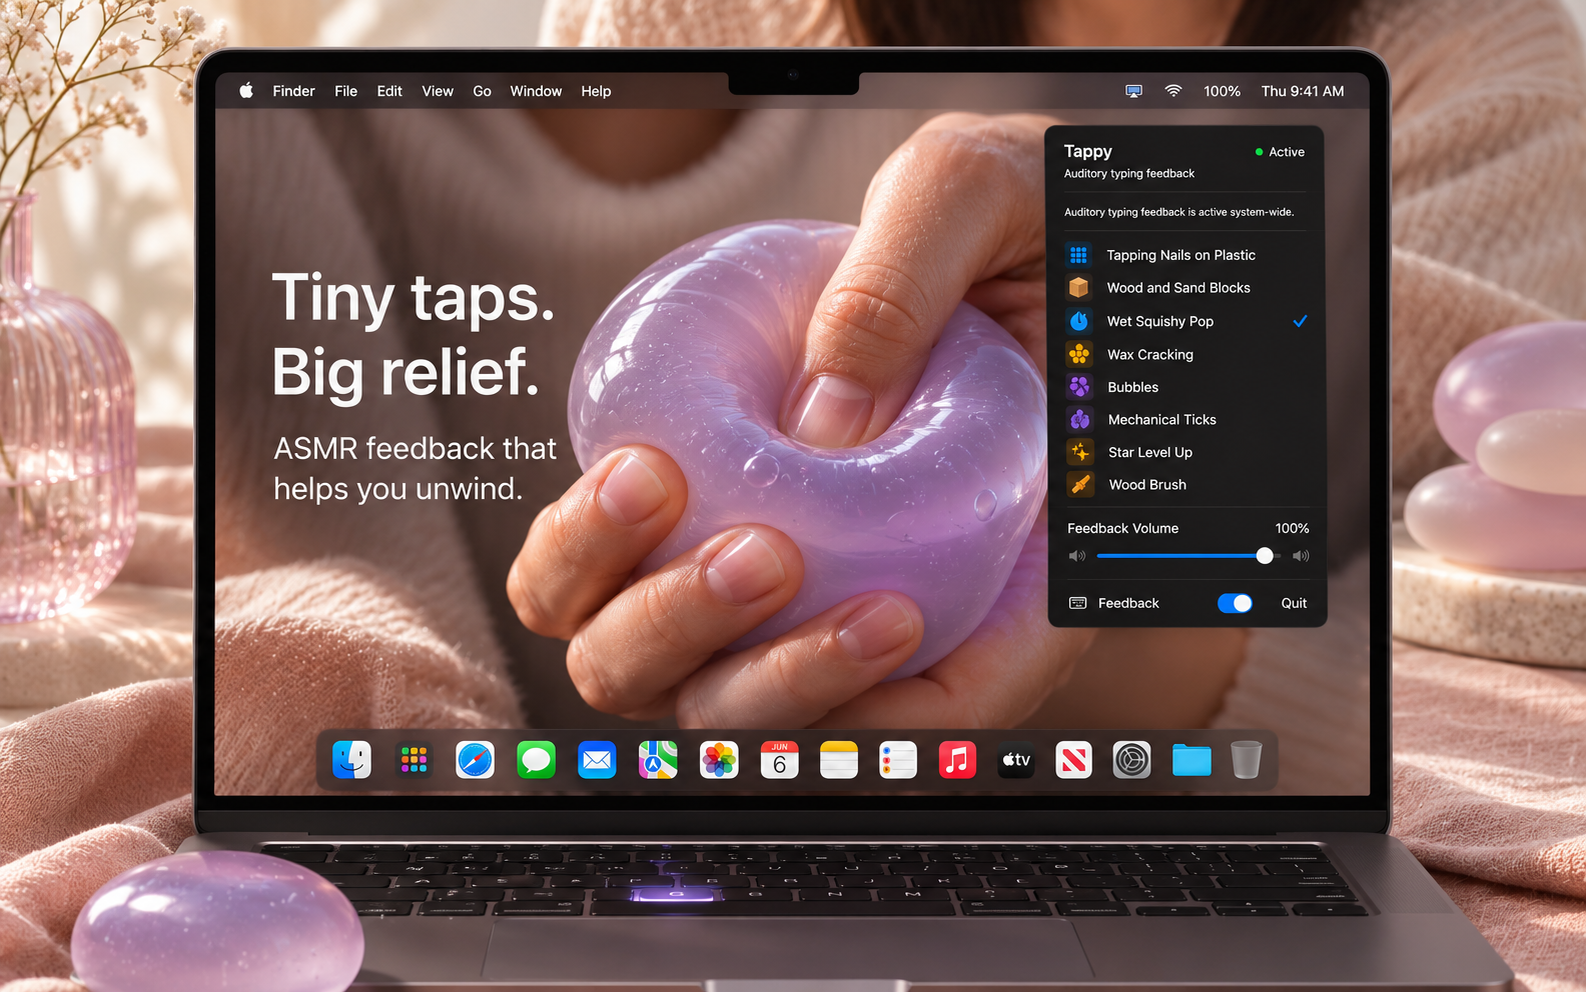 Finder File Edit View Go Window Help
100% Thu 9:41 AM
Tiny taps.
Big relief.
ASMR feedback that
helps you unwind.
Tappy
Active
Auditory typing feedback
Auditory typing feedback is active system-wide.
Tapping Nails on Plastic
Wood and Sand Blocks
Wet Squishy Pop
Wax Cracking
Bubbles
Mechanical Ticks
Star Level Up
Wood Brush
Feedback Volume 100%
Feedback
Quit
JUN
6
tv